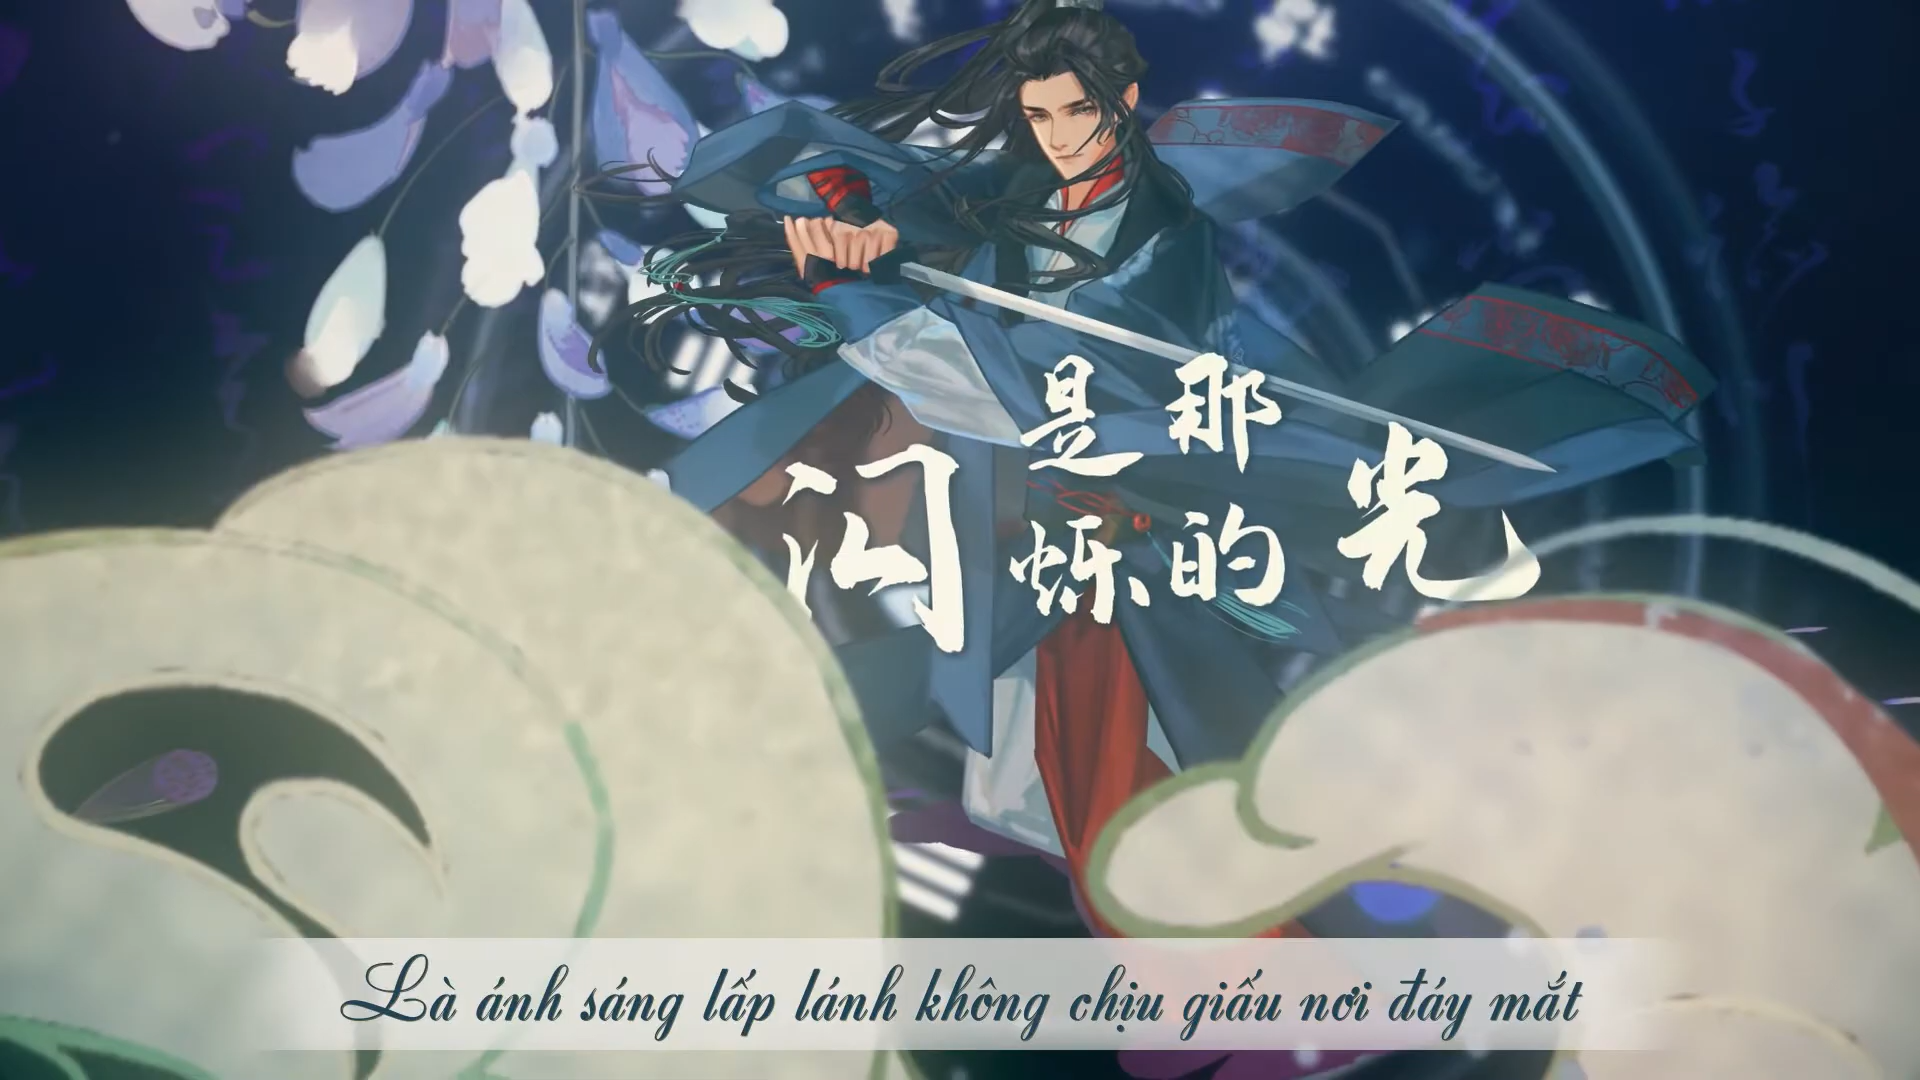 是那
闪烁的光
Là ánh sáng lấp lánh không chịu giấu nơi đáy mắt